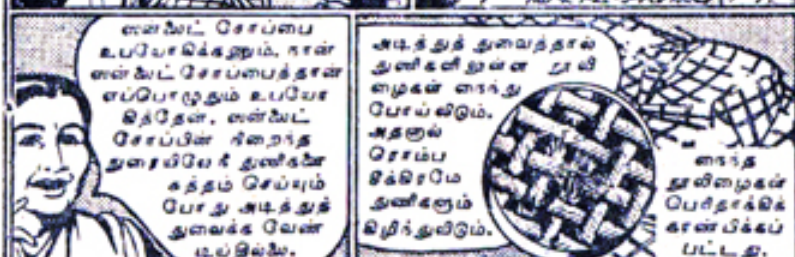 ஸன்லைட் சோப்பை
உபயோகிக்கணும். நான்
ஸன்லைட் சோப்பைத்தான்
எப்பொழுதும் உபயோ
கித்தேன். ஸன்லைட்
சோப்பின் நிறைந்த
நுரையிலே நீ துணிகளை
சுத்தம் செய்யும்
போது அடித்துத்
துவைக்க வேண்
டியதில்லை.
அடித்துத் துவைத்தால்
துணிகளிலுள்ள நூலி
ழைகள் நைந்து
போய்விடும்.
அதனால்
ரொம்ப
சீக்கிரமே
துணிகளும்
கிழிந்துவிடும்.
நைந்த
நூலிழைகள்
பெரிதாக்கிக்
காண்பிக்கப்
பட்டது.